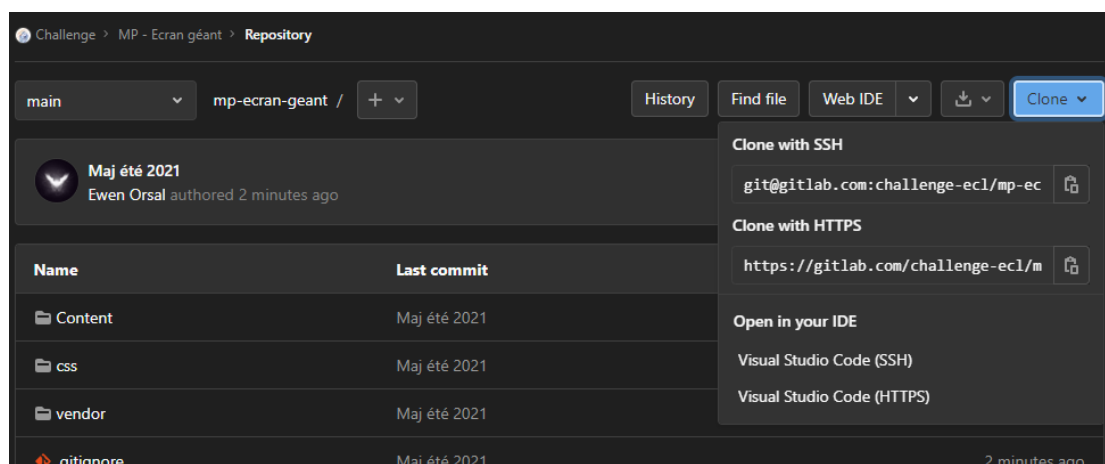 Challenge > MP - Ecran géant > Repository
main
mp-ecran-geant /
History
Find file
Web IDE
Clone
Maj été 2021
Ewen Orsal authored 2 minutes ago
Clone with SSH
git@gitlab.com:challenge-ecl/mp-ec
Clone with HTTPS
https://gitlab.com/challenge-ecl/m
Open in your IDE
Visual Studio Code (SSH)
Visual Studio Code (HTTPS)
Name
Last commit
Content
Maj été 2021
css
Maj été 2021
vendor
Maj été 2021
.gitignore
Maj été 2021
2 minutes ago